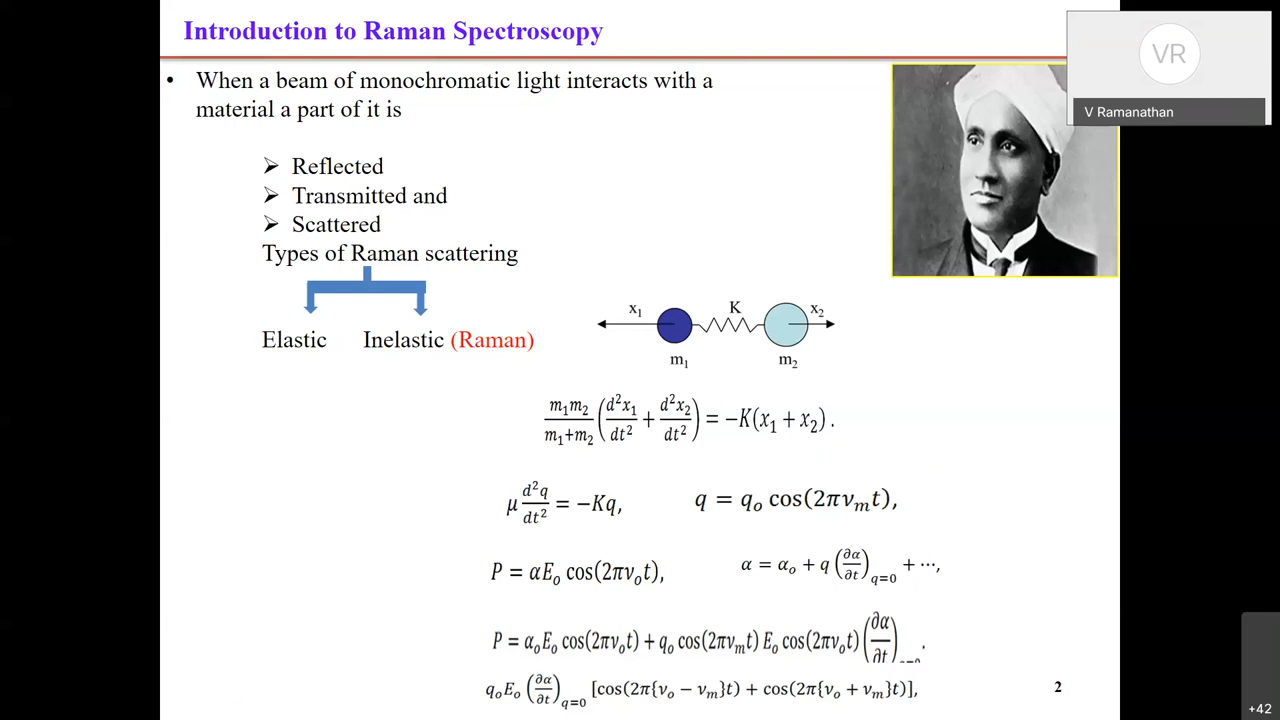 Introduction to Raman Spectroscopy
VR
V Ramanathan
• When a beam of monochromatic light interacts with a
material a part of it is
➢ Reflected
➢ Transmitted and
➢ Scattered
Types of Raman scattering
Elastic Inelastic (Raman)
x₁ K x₂
m₁ m₂
m₁m₂/(m₁+m₂) (d²x₁/dt² + d²x₂/dt²) = −K(x₁ + x₂) .
μ d²q/dt² = −Kq, q = qₒ cos(2πνₘt),
P = αEₒ cos(2πνₒt), α = αₒ + q (∂α/∂t)q=0 + ⋯,
P = αₒEₒ cos(2πνₒt) + qₒ cos(2πνₘt) Eₒ cos(2πνₒt) (∂α/∂t) .
qₒEₒ (∂α/∂t)q=0 [cos(2π{νₒ − νₘ}t) + cos(2π{νₒ + νₘ}t)],
2
+42